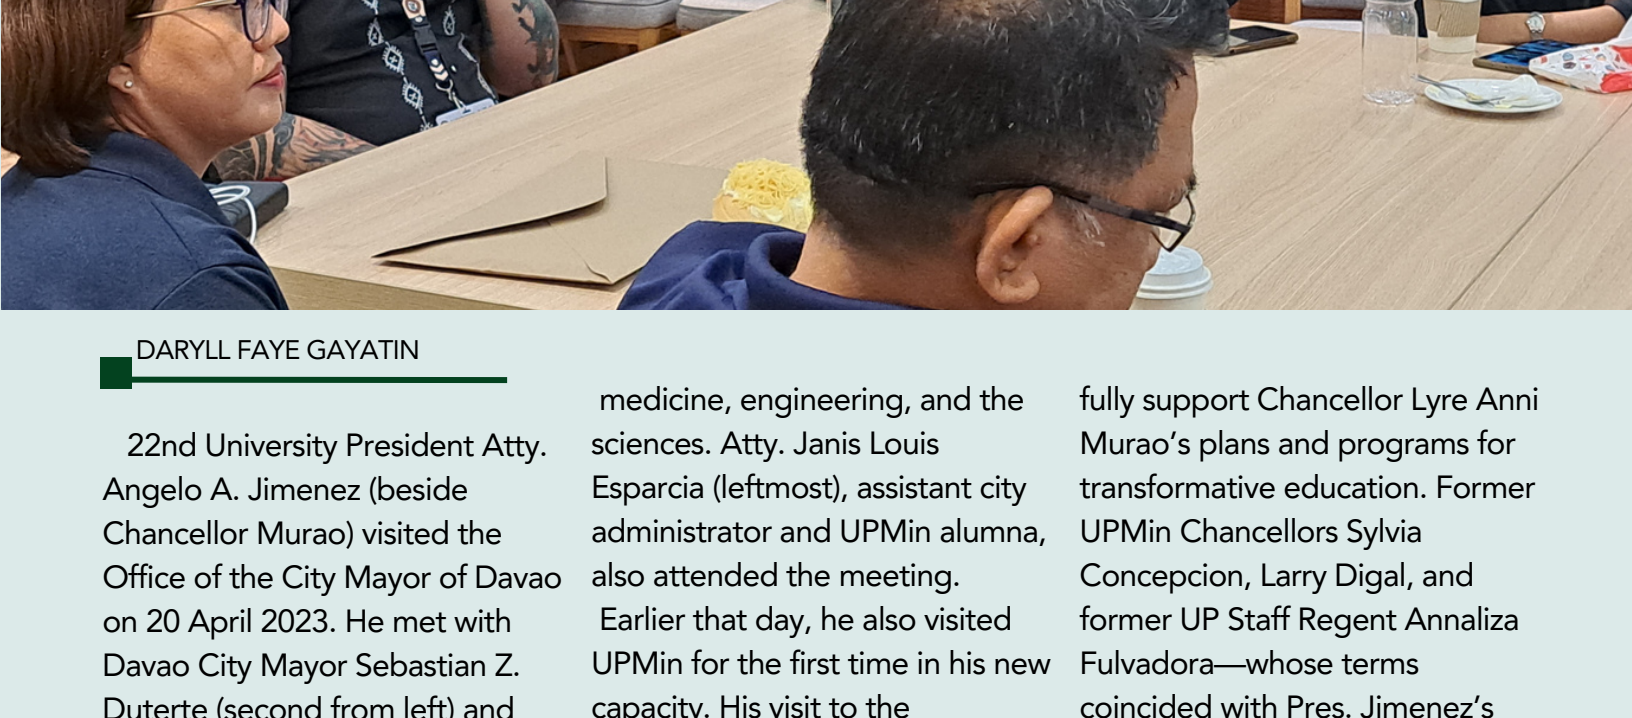 DARYLL FAYE GAYATIN
22nd University President Atty.
Angelo A. Jimenez (beside
Chancellor Murao) visited the
Office of the City Mayor of Davao
on 20 April 2023. He met with
Davao City Mayor Sebastian Z.
Duterte (second from left) and
medicine, engineering, and the
sciences. Atty. Janis Louis
Esparcia (leftmost), assistant city
administrator and UPMin alumna,
also attended the meeting.
Earlier that day, he also visited
UPMin for the first time in his new
capacity. His visit to the
fully support Chancellor Lyre Anni
Murao’s plans and programs for
transformative education. Former
UPMin Chancellors Sylvia
Concepcion, Larry Digal, and
former UP Staff Regent Annaliza
Fulvadora—whose terms
coincided with Pres. Jimenez’s